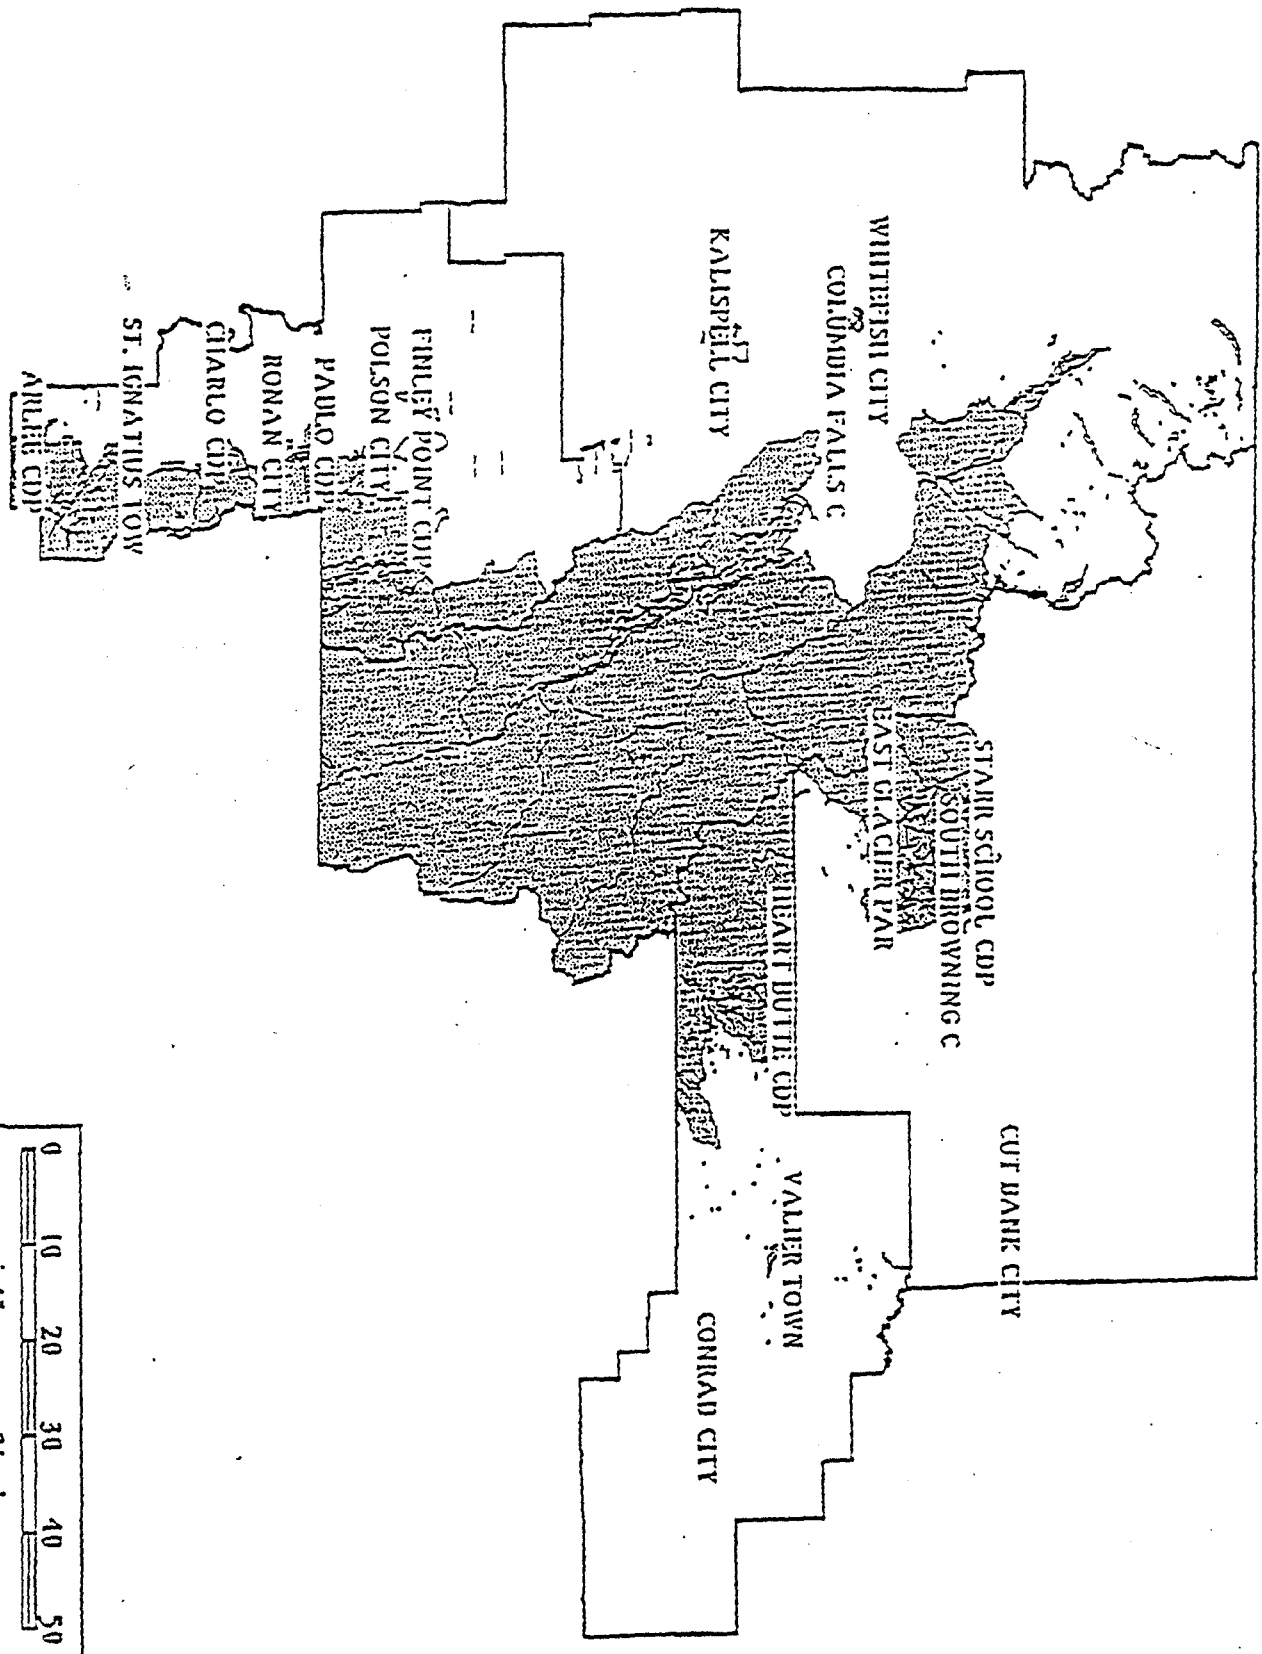 CUT BANK CITY
STARR SCHOOL CDP
SOUTH BROWNING C
EAST GLACIER PAR
WHITEFISH CITY
COLUMBIA FALLS C
VALIER TOWN
HEART BUTTE CDP
KALISPELL CITY
CONRAD CITY
FINLEY POINT CDP
POLSON CITY
PABLO CDP
RONAN CITY
CHARLO CDP
ST. IGNATIUS TOW
ARLEE CDP
0 10 20 30 40 50